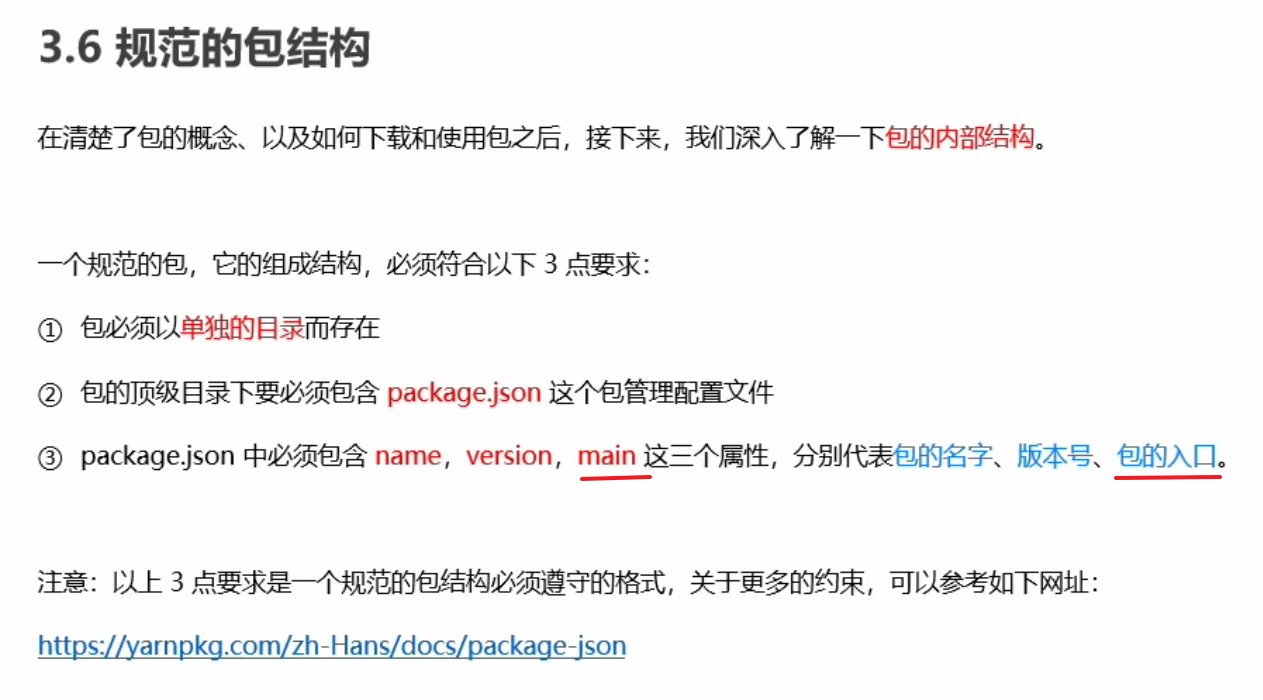 3.6 规范的包结构
在清楚了包的概念、以及如何下载和使用包之后，接下来，我们深入了解一下包的内部结构。
一个规范的包，它的组成结构，必须符合以下 3 点要求：
① 包必须以单独的目录而存在
② 包的顶级目录下要必须包含 package.json 这个包管理配置文件
③ package.json 中必须包含 name，version，main 这三个属性，分别代表包的名字、版本号、包的入口。
注意：以上 3 点要求是一个规范的包结构必须遵守的格式，关于更多的约束，可以参考如下网址：
https://yarnpkg.com/zh-Hans/docs/package-json